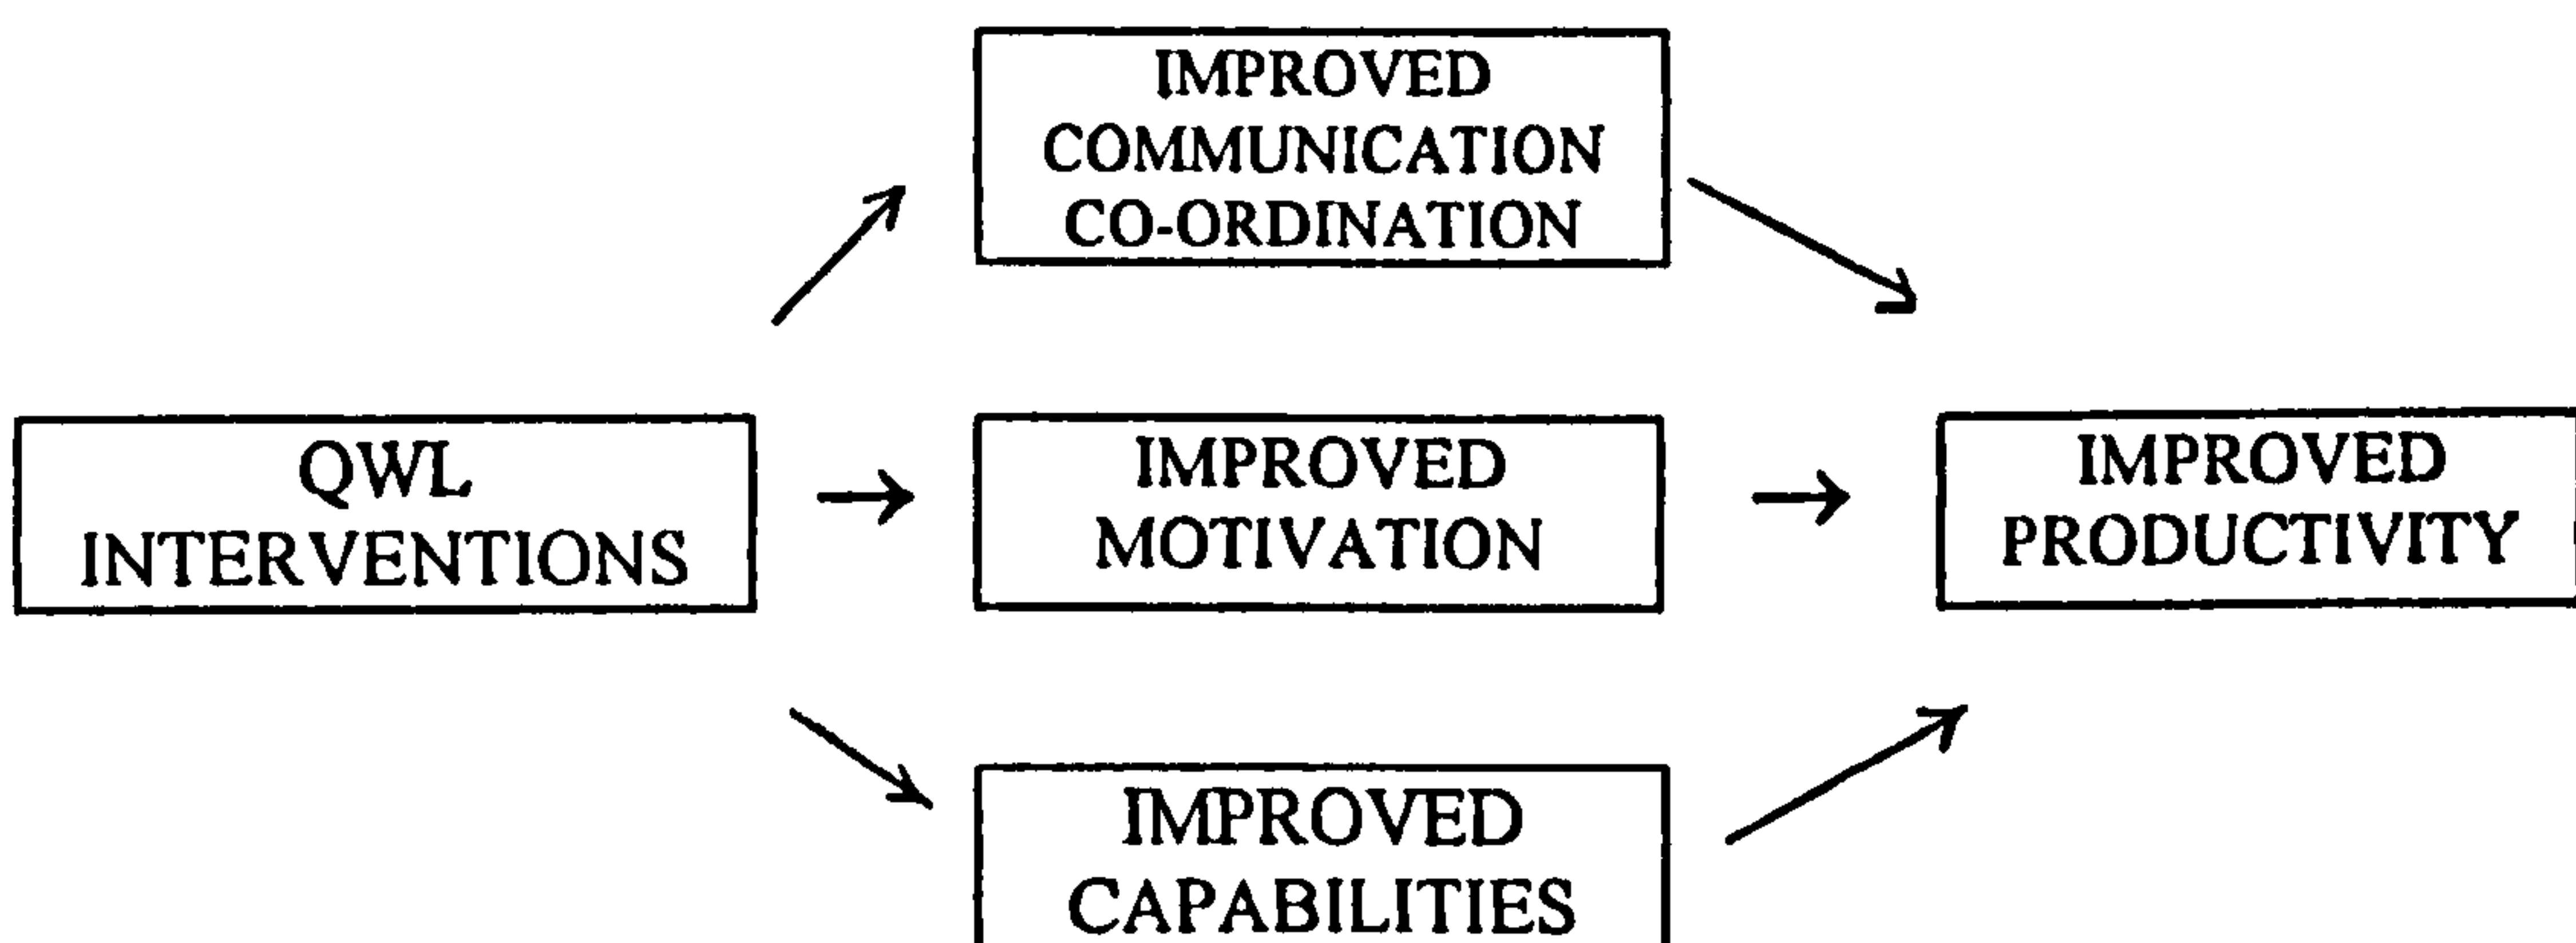 IMPROVED
COMMUNICATION
CO-ORDINATION
QWL
INTERVENTIONS
IMPROVED
MOTIVATION
IMPROVED
PRODUCTIVITY
IMPROVED
CAPABILITIES